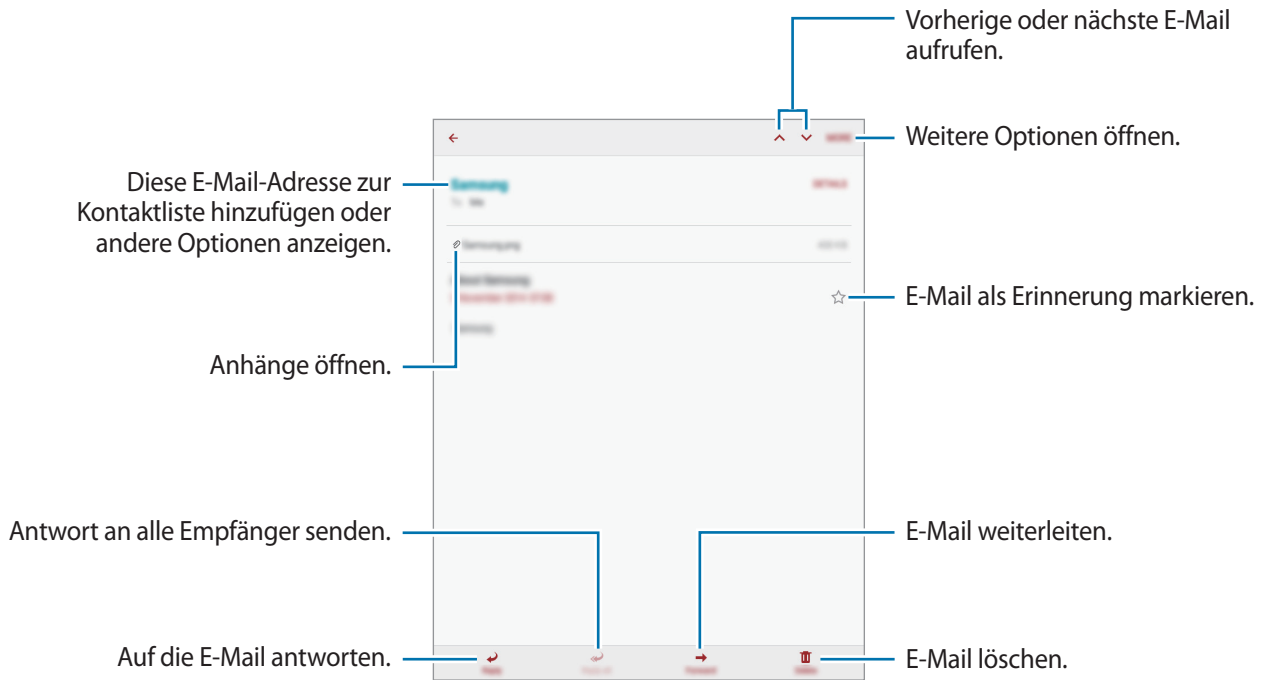 Vorherige oder nächste E-Mail
aufrufen.
Weitere Optionen öffnen.
Diese E-Mail-Adresse zur
Kontaktliste hinzufügen oder
andere Optionen anzeigen.
Samsung
E-Mail als Erinnerung markieren.
Anhänge öffnen.
Antwort an alle Empfänger senden.
E-Mail weiterleiten.
Auf die E-Mail antworten.
E-Mail löschen.